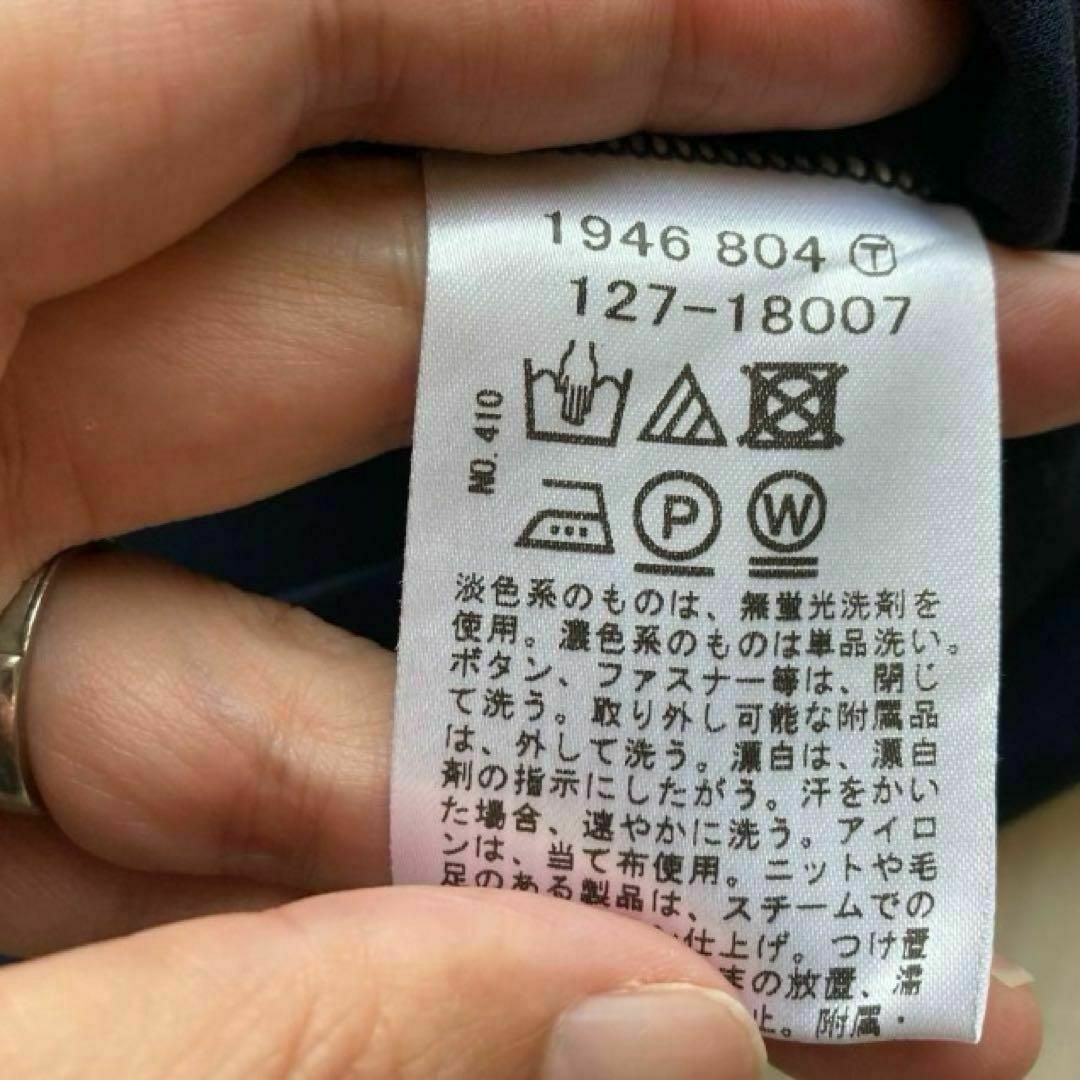 1946 804 Ⓣ
127-18007
NO.410
P W
淡色系のものは、無蛍光洗剤を
使用。濃色系のものは単品洗い。
ボタン、ファスナー等は、閉じ
て洗う。取り外し可能な附属品
は、外して洗う。漂白は、漂白
剤の指示にしたがう。汗をかい
た場合、速やかに洗う。アイロ
ンは、当て布使用。ニットや毛
足のある製品は、スチームでの
仕上げ。つけ置
まの放置、湯
止。附属・